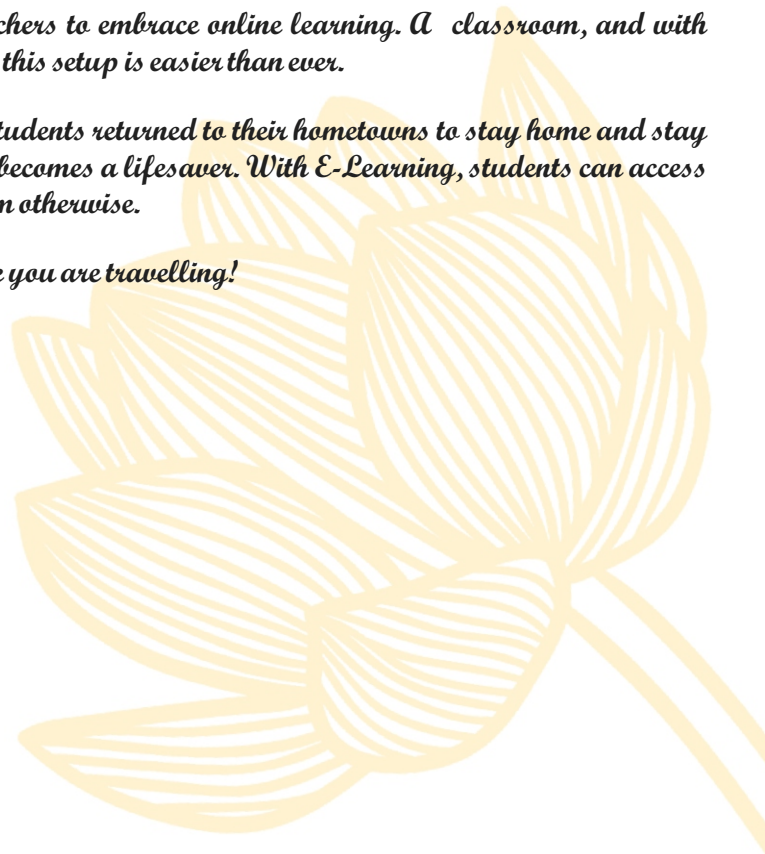 chers to embrace online learning. A classroom, and with
this setup is easier than ever.
tudents returned to their hometowns to stay home and stay
becomes a lifesaver. With E-Learning, students can access
n otherwise.
you are travelling!